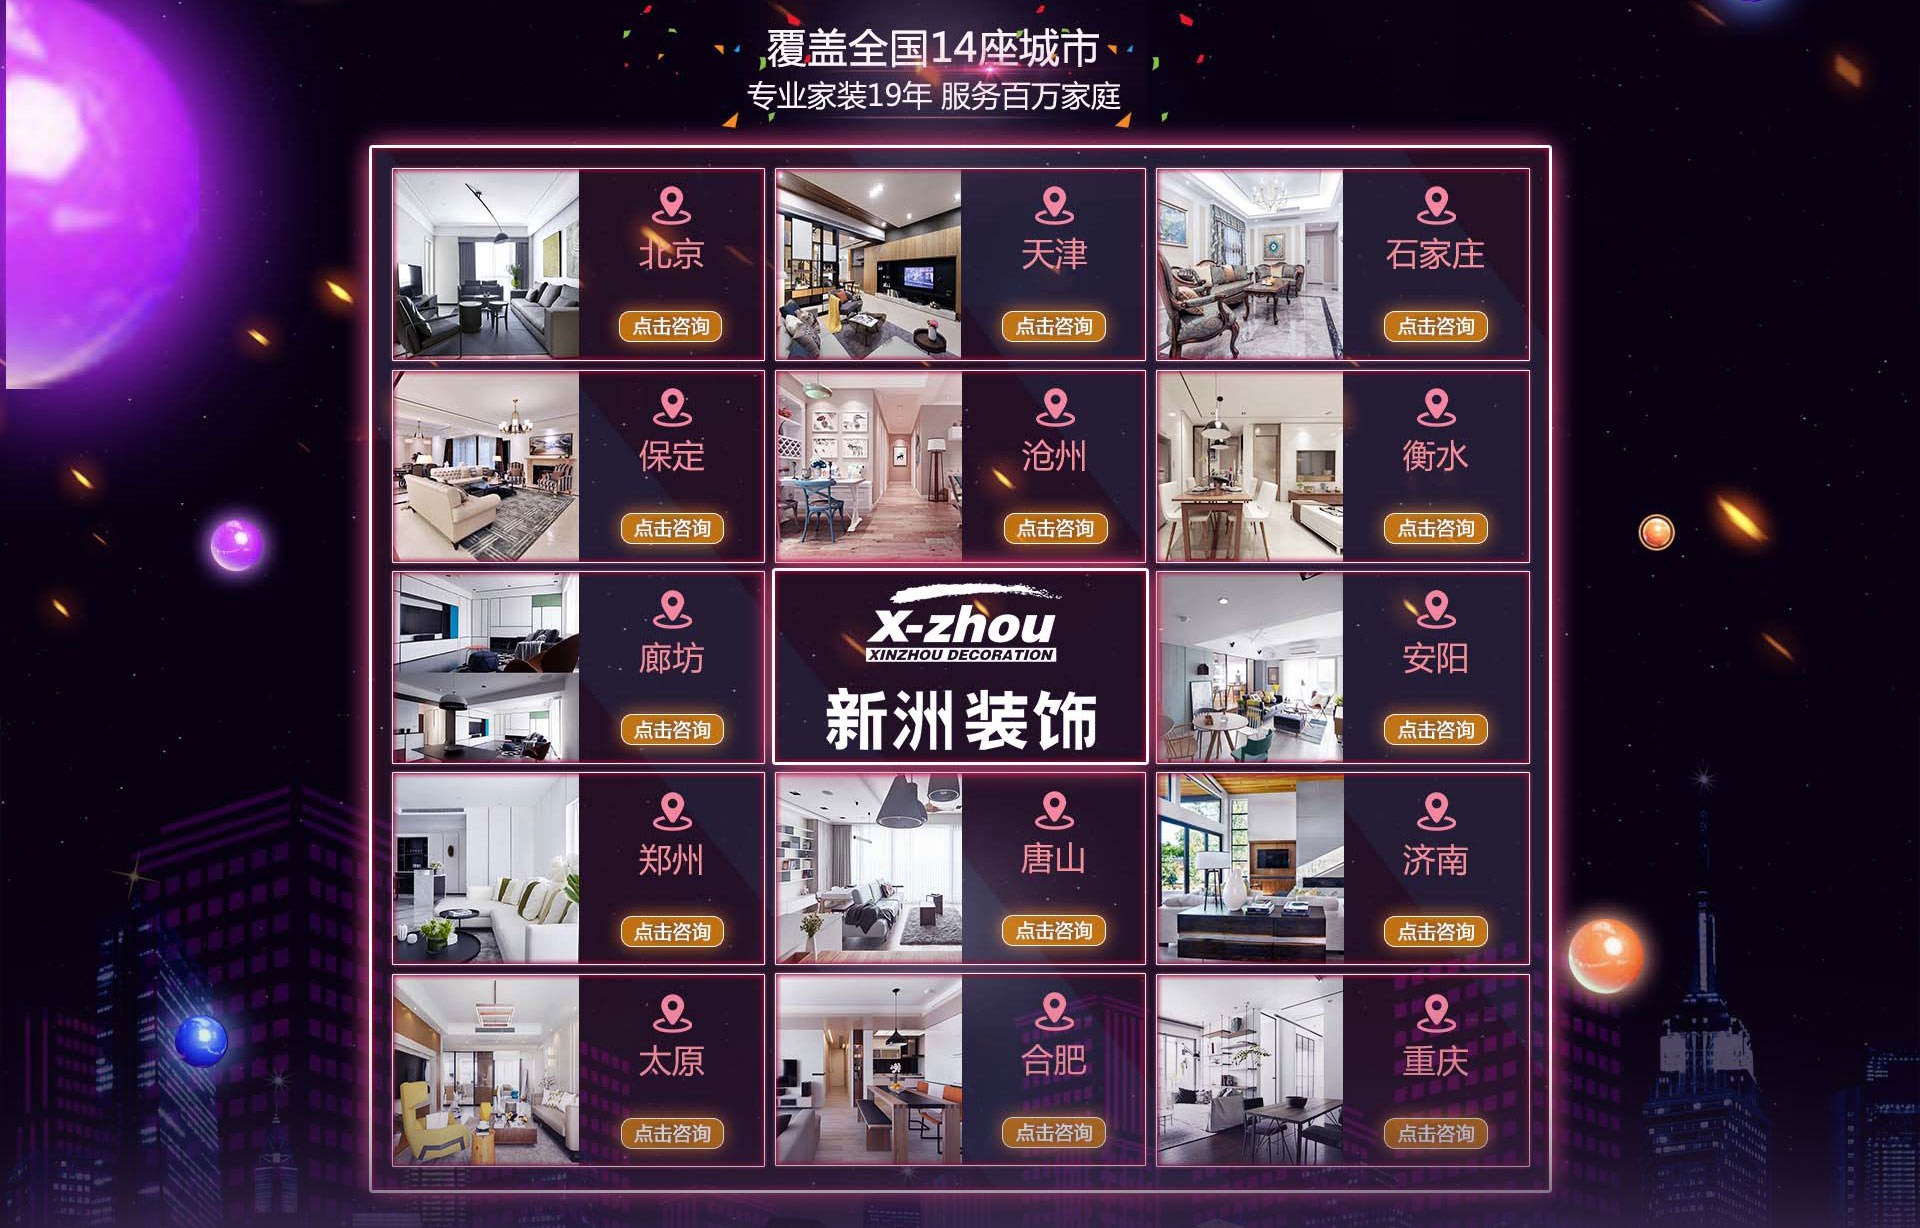 覆盖全国14座城市
专业家装19年 服务百万家庭
北京
点击咨询
天津
点击咨询
石家庄
点击咨询
保定
点击咨询
沧州
点击咨询
衡水
点击咨询
廊坊
点击咨询
X-zhou
XINZHOU DECORATION
新洲装饰
安阳
点击咨询
郑州
点击咨询
唐山
点击咨询
济南
点击咨询
太原
点击咨询
合肥
点击咨询
重庆
点击咨询